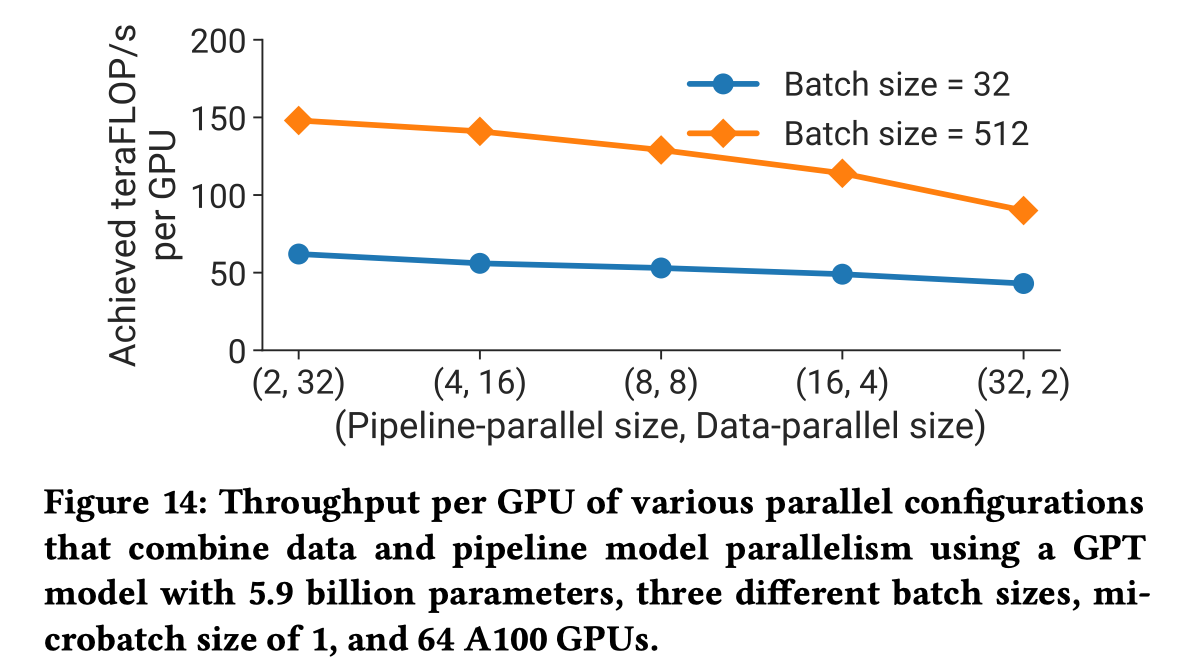 Achieved teraFLOP/s
per GPU
200
150
100
50
0
Batch size = 32
Batch size = 512
(2, 32)
(4, 16)
(8, 8)
(16, 4)
(32, 2)
(Pipeline-parallel size, Data-parallel size)
Figure 14: Throughput per GPU of various parallel configurations
that combine data and pipeline model parallelism using a GPT
model with 5.9 billion parameters, three different batch sizes, mi-
crobatch size of 1, and 64 A100 GPUs.